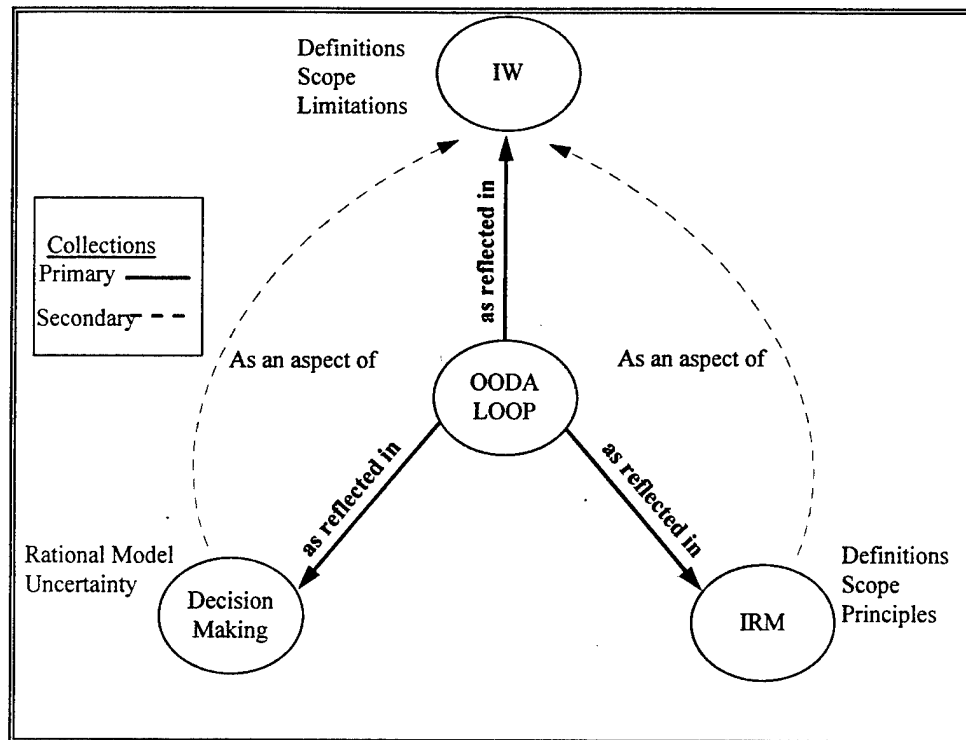 Definitions
Scope
Limitations
IW
as reflected in
Collections
Primary
Secondary
As an aspect of
As an aspect of
OODA
LOOP
as reflected in
as reflected in
Rational Model
Uncertainty
Decision
Making
IRM
Definitions
Scope
Principles